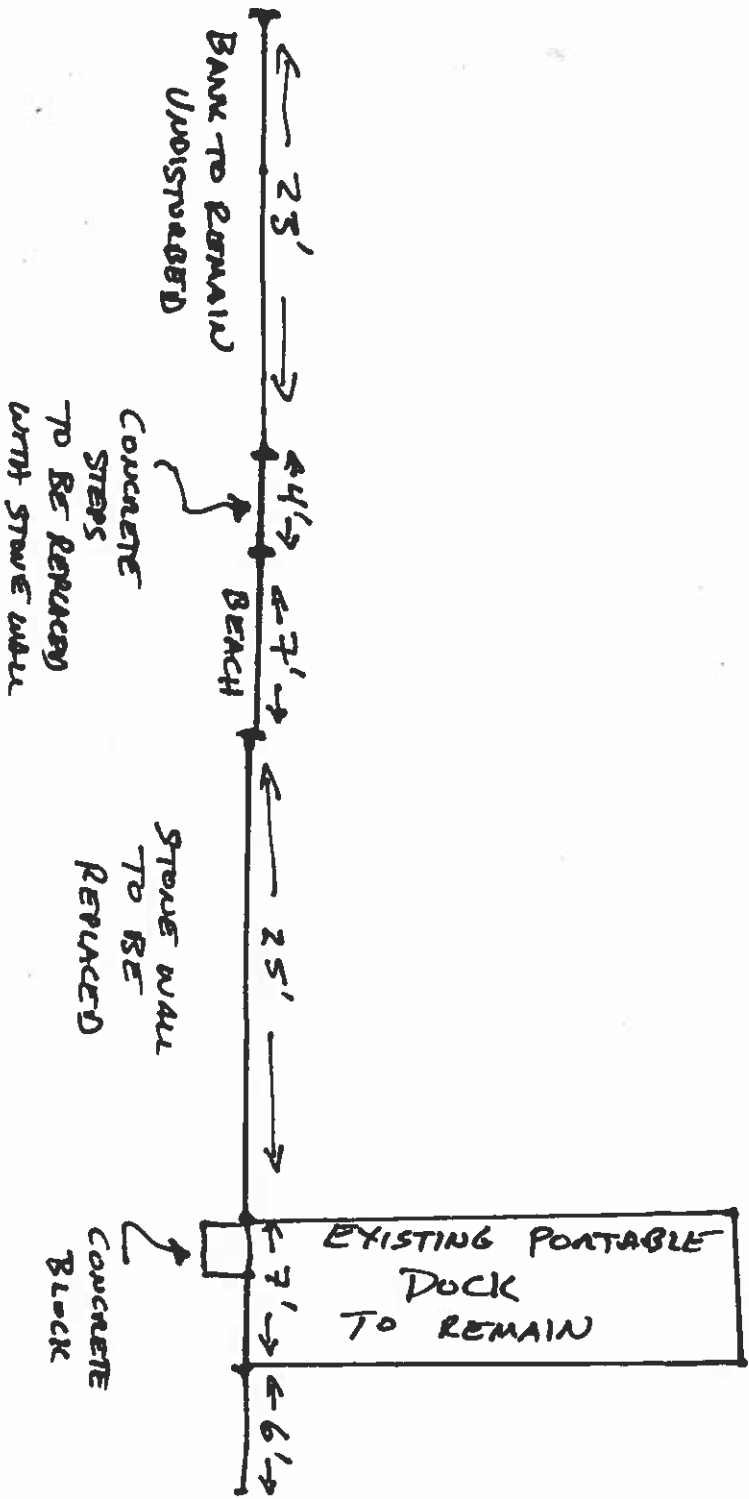 23'
BANK TO REMAIN
UNDISTURBED
4'
CONCRETE
STEPS
TO BE REPLACED
WITH STONE WALL
7'
BEACH
25'
STONE WALL
TO BE
REPLACED
7'
CONCRETE
BLOCK
6'
EXISTING PORTABLE
DOCK
TO REMAIN